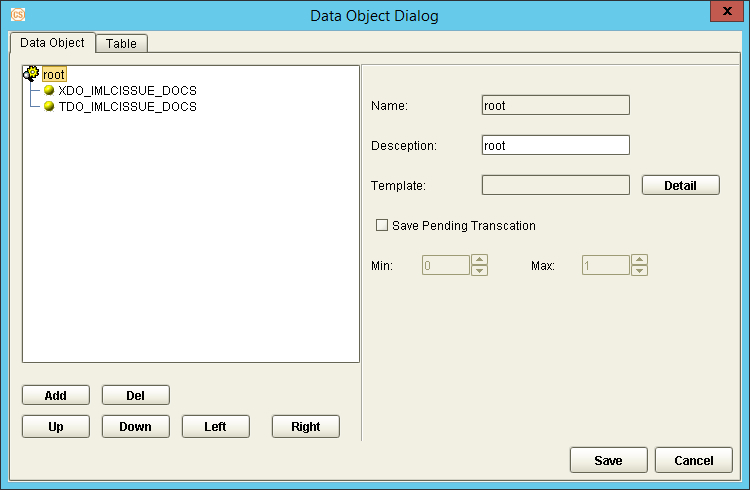 CS
Data Object Dialog
x
Data Object
Table
root
XDO_IMLCISSUE_DOCS
TDO_IMLCISSUE_DOCS
Name: root
Desception: root
Template: Detail
Save Pending Transcation
Min: 0 Max: 1
Add Del
Up Down Left Right
Save Cancel